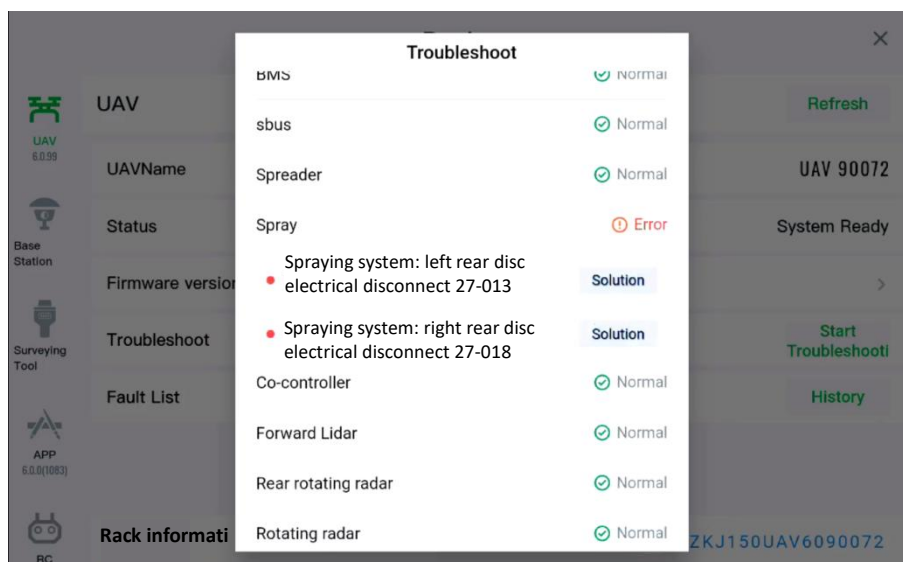 Troubleshoot
BMS Normal
UAV Refresh
sbus Normal
UAV
6.0.99
UAVName UAV 90072
Spreader Normal
Status System Ready
Spray Error
Base
Station
Spraying system: left rear disc
electrical disconnect 27-013
Solution
Firmware version
Spraying system: right rear disc
electrical disconnect 27-018
Solution
Surveying
Tool
Troubleshoot
Start
Troubleshooti
Co-controller Normal
Fault List History
Forward Lidar Normal
APP
6.0.0(1083)
Rear rotating radar Normal
Rack informati
Rotating radar Normal
ZKJ150UAV6090072
RC